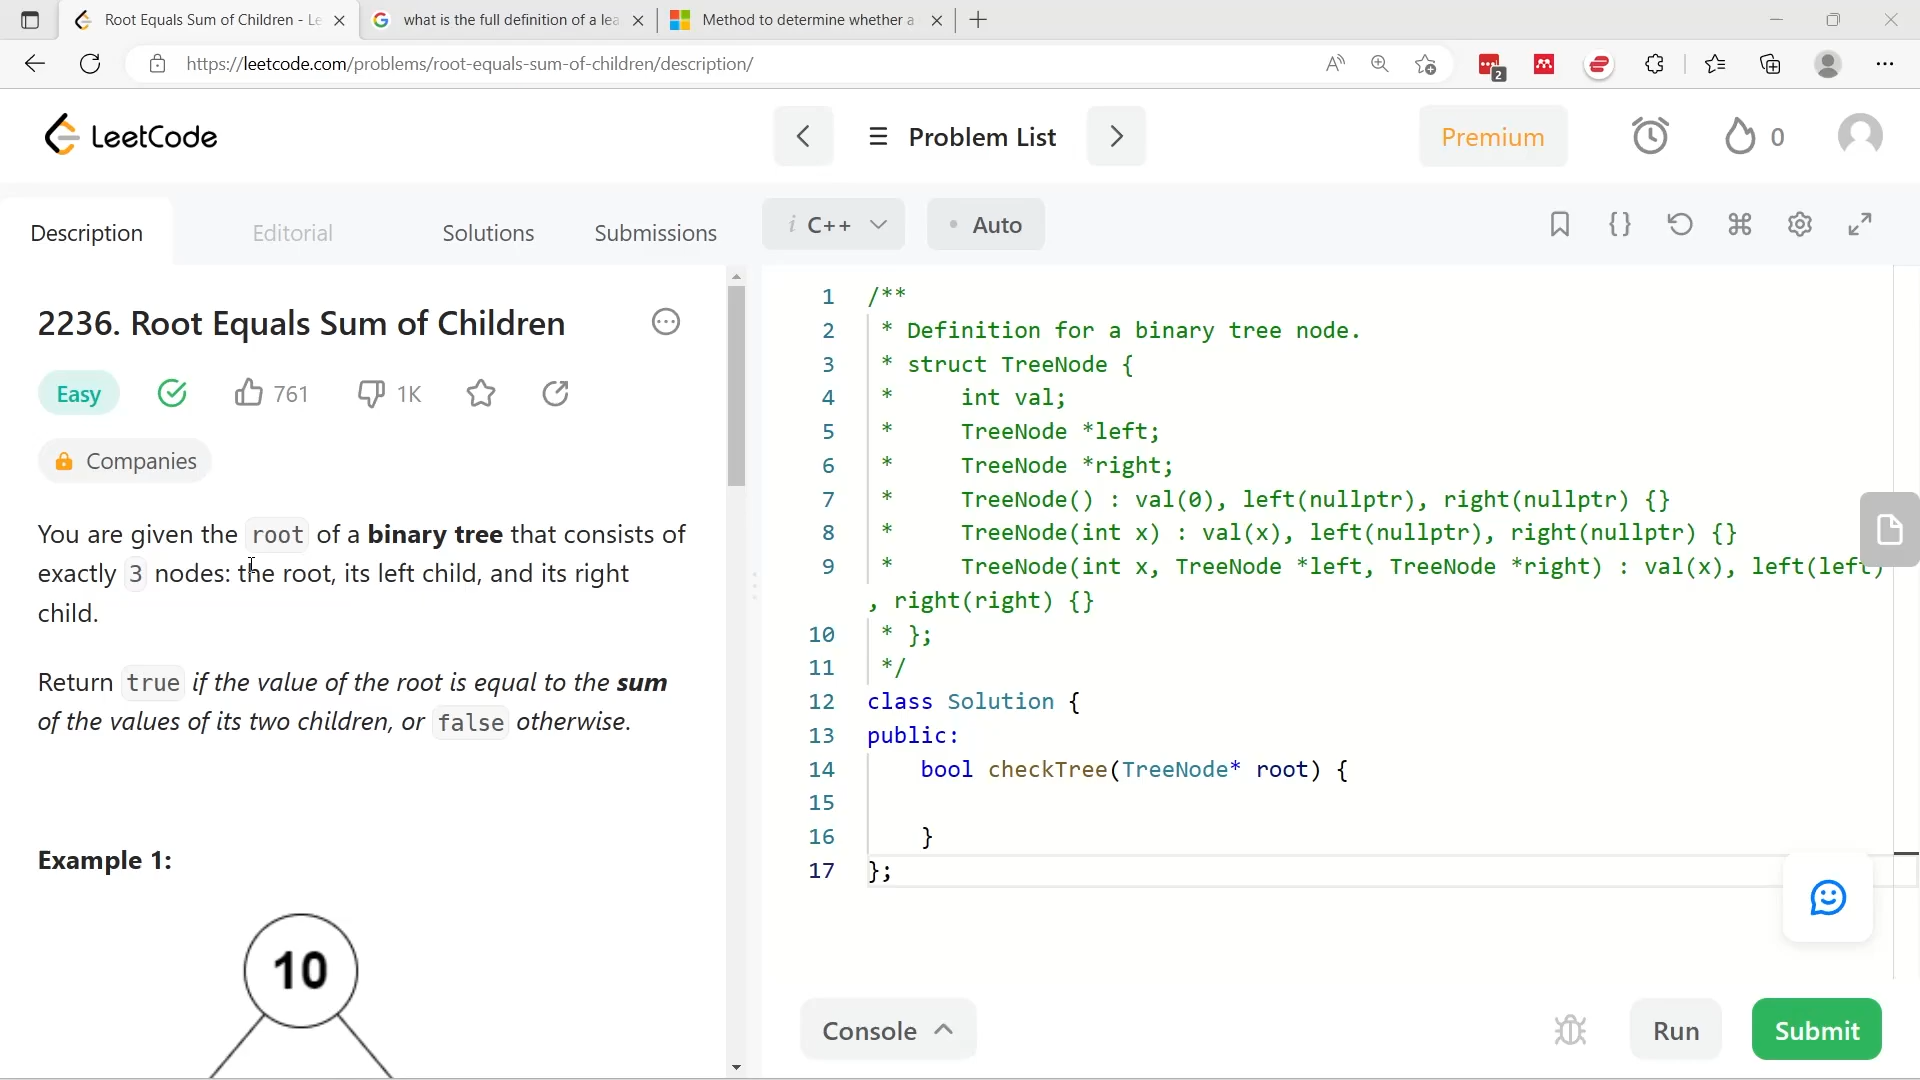 Root Equals Sum of Children - Le
what is the full definition of a lea
Method to determine whether a
https://leetcode.com/problems/root-equals-sum-of-children/description/
2
LeetCode
Problem List
Premium
0
Description
Editorial
Solutions
Submissions
i C++
Auto
2236. Root Equals Sum of Children
Easy
761
1K
Companies
You are given the root of a binary tree that consists of
exactly 3 nodes: the root, its left child, and its right
child.
Return true if the value of the root is equal to the sum
of the values of its two children, or false otherwise.
Example 1:
10
1 /**
2 * Definition for a binary tree node.
3 * struct TreeNode {
4 *     int val;
5 *     TreeNode *left;
6 *     TreeNode *right;
7 *     TreeNode() : val(0), left(nullptr), right(nullptr) {}
8 *     TreeNode(int x) : val(x), left(nullptr), right(nullptr) {}
9 *     TreeNode(int x, TreeNode *left, TreeNode *right) : val(x), left(left)
, right(right) {}
10 * };
11 */
12 class Solution {
13 public:
14     bool checkTree(TreeNode* root) {
15
16     }
17 };
Console
Run
Submit